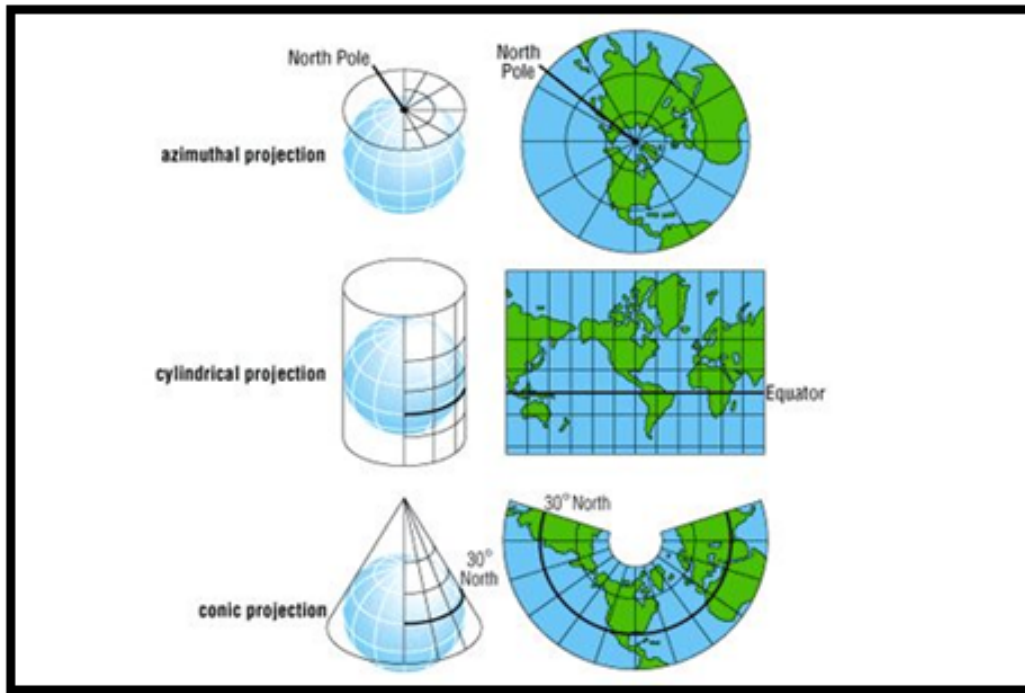 North Pole
North
Pole
azimuthal projection
cylindrical projection
Equator
30° North
30°
North
conic projection